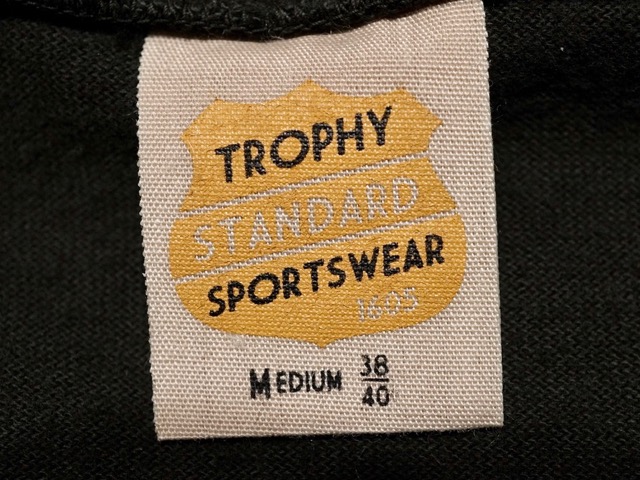 TROPHY
STANDARD
SPORTSWEAR
1605
MEDIUM 38/40